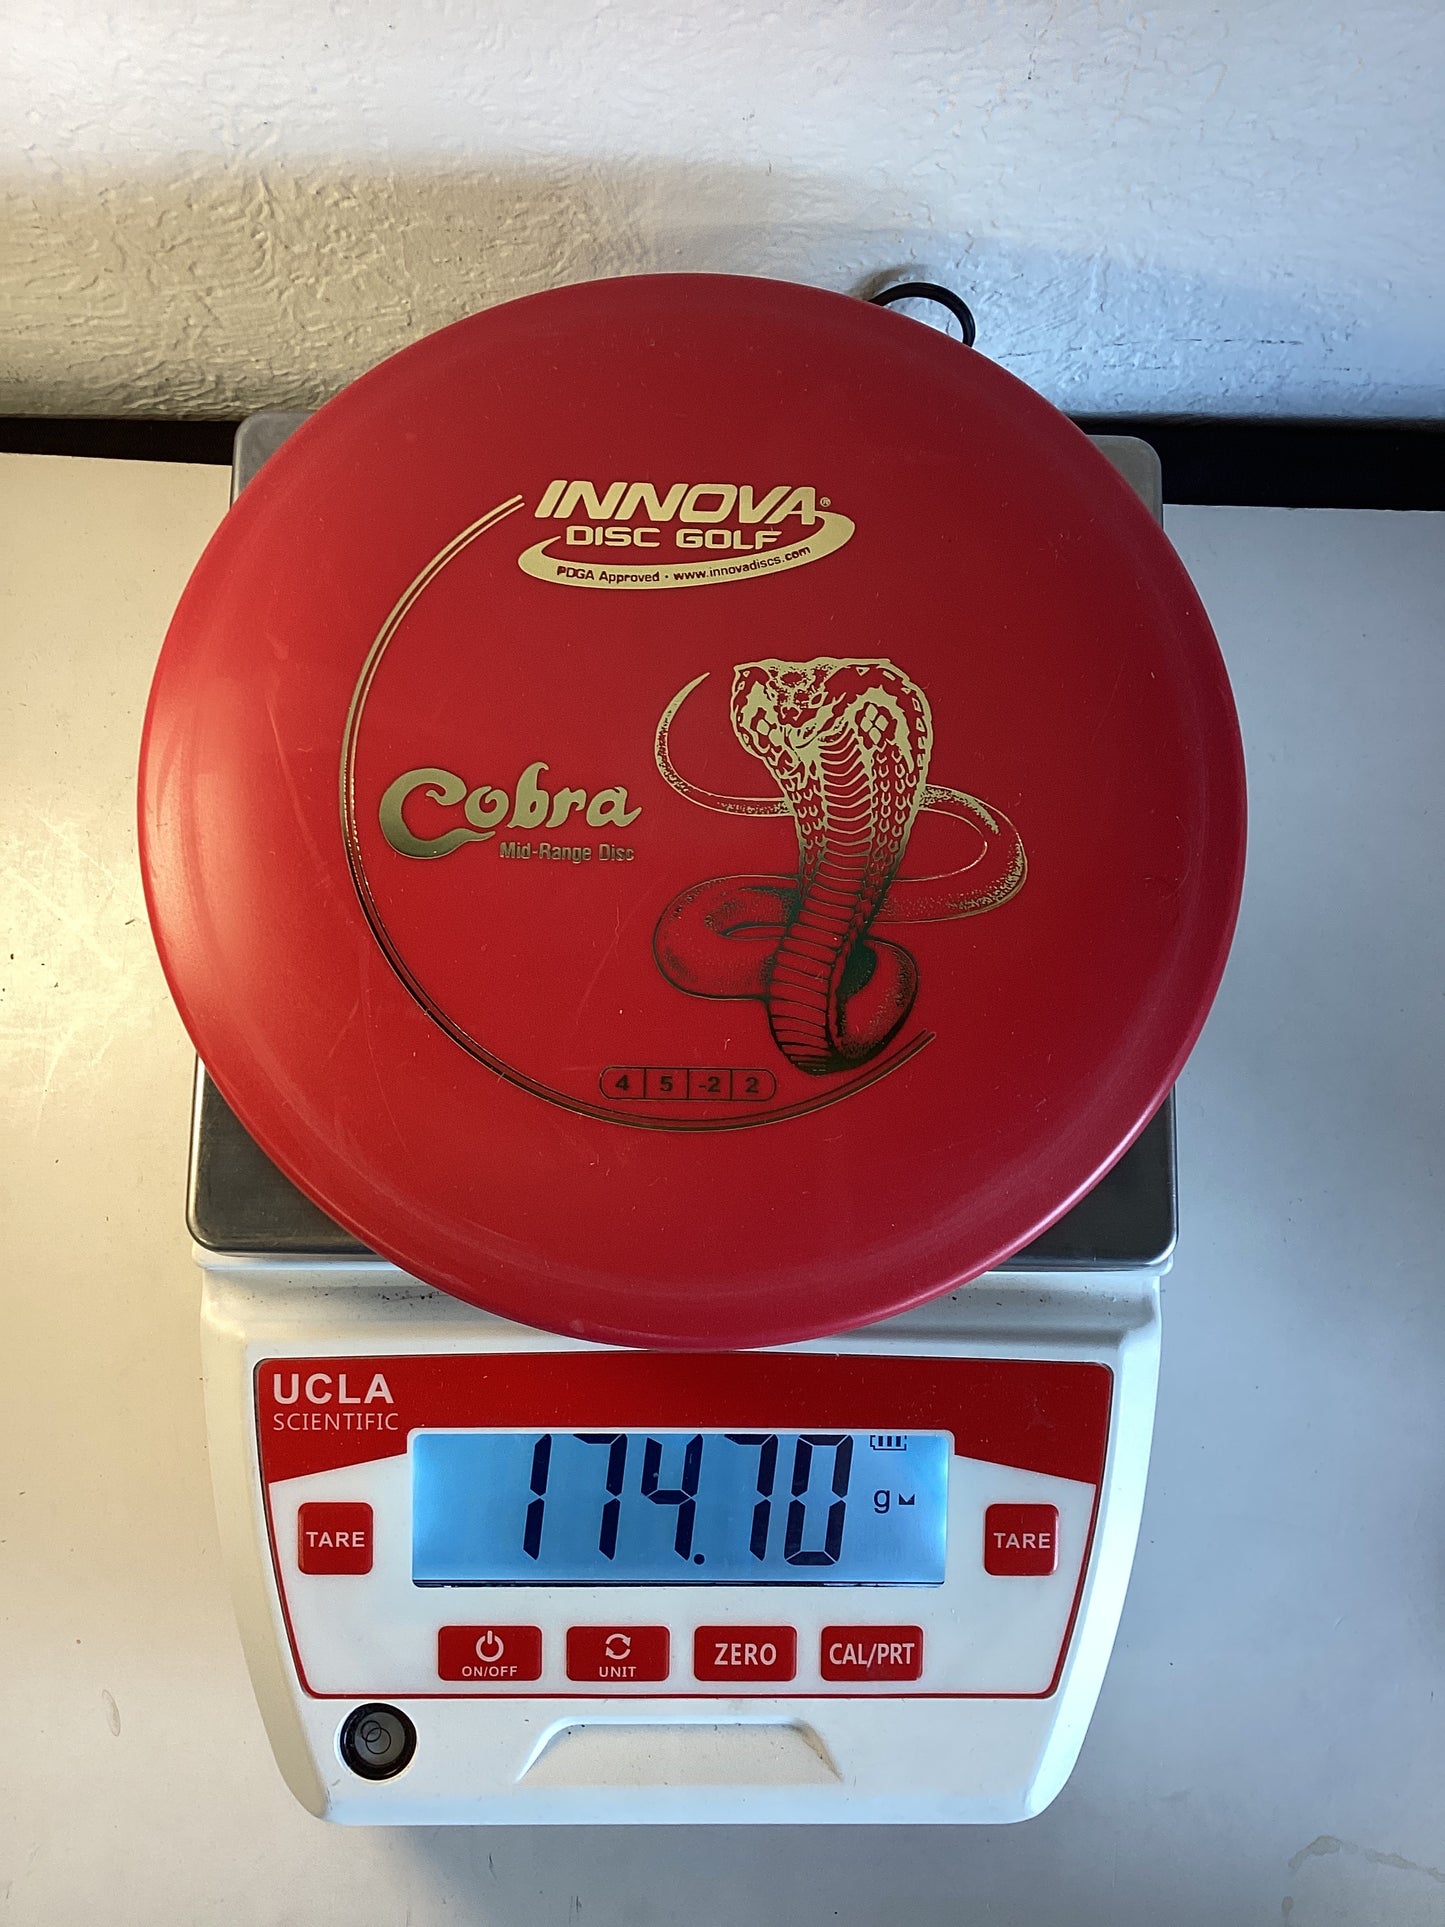 INNOVA®
DISC GOLF
PDGA Approved · www.innovadiscs.com
Cobra
Mid-Range Disc
4 5 -2 2
UCLA
SCIENTIFIC
174.70 g
TARE
TARE
ON/OFF
UNIT
ZERO
CAL/PRT